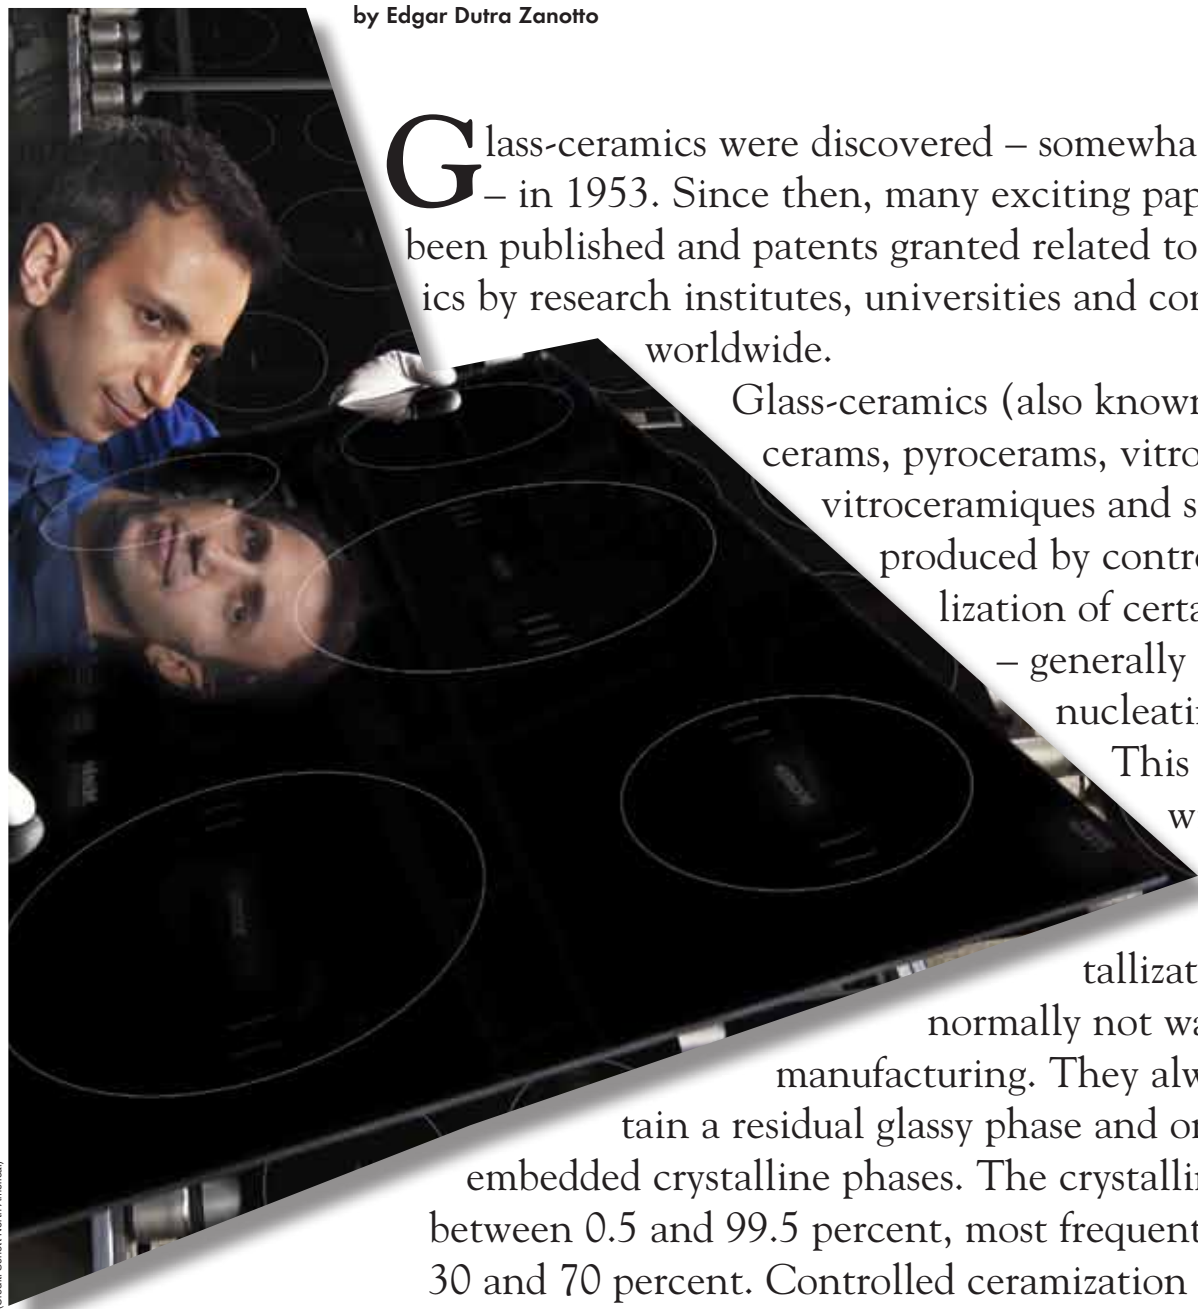 by Edgar Dutra Zanotto
Glass-ceramics were discovered – somewha
– in 1953. Since then, many exciting pap
been published and patents granted related to
ics by research institutes, universities and con
worldwide.
Glass-ceramics (also known
cerams, pyrocerams, vitro
vitroceramiques and s
produced by contro
lization of certa
– generally
nucleatin
This
w
tallizat
normally not wa
manufacturing. They alw
tain a residual glassy phase and on
embedded crystalline phases. The crystallin
between 0.5 and 99.5 percent, most frequent
30 and 70 percent. Controlled ceramization